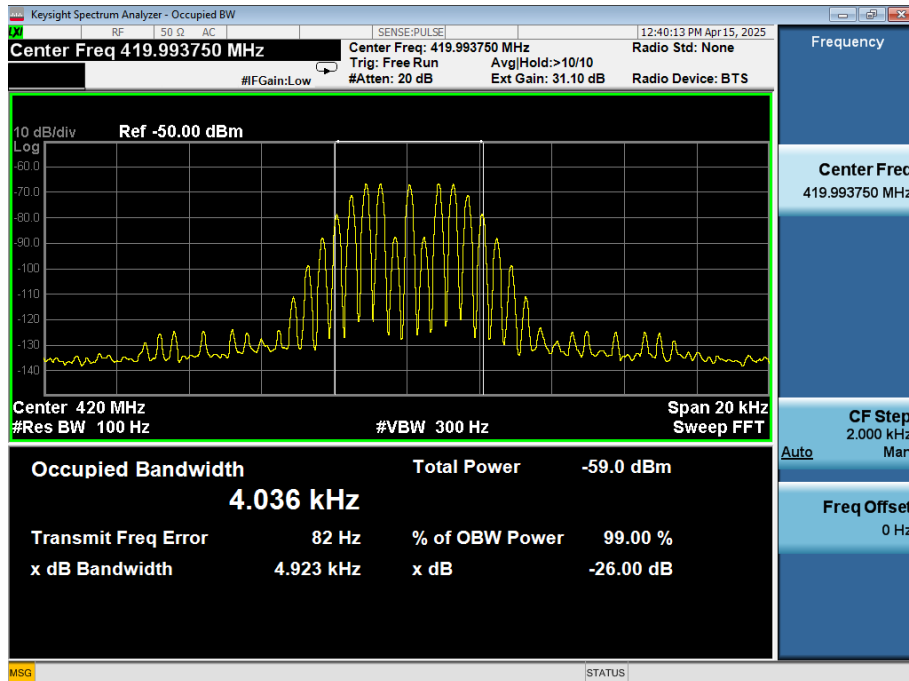 Keysight Spectrum Analyzer - Occupied BW
LXI RF 50 Ω AC SENSE:PULSE 12:40:13 PM Apr 15, 2025
Center Freq 419.993750 MHz
Center Freq: 419.993750 MHz Radio Std: None
Trig: Free Run Avg|Hold:>10/10
#IFGain:Low #Atten: 20 dB Ext Gain: 31.10 dB Radio Device: BTS
10 dB/div Ref -50.00 dBm
Log
-60.0
-70.0
-80.0
-90.0
-100
-110
-120
-130
-140
Center 420 MHz Span 20 kHz
#Res BW 100 Hz #VBW 300 Hz Sweep FFT
Occupied Bandwidth Total Power -59.0 dBm
4.036 kHz
Transmit Freq Error 82 Hz % of OBW Power 99.00 %
x dB Bandwidth 4.923 kHz x dB -26.00 dB
Frequency
Center Freq
419.993750 MHz
CF Step
2.000 kHz
Auto Man
Freq Offset
0 Hz
MSG STATUS